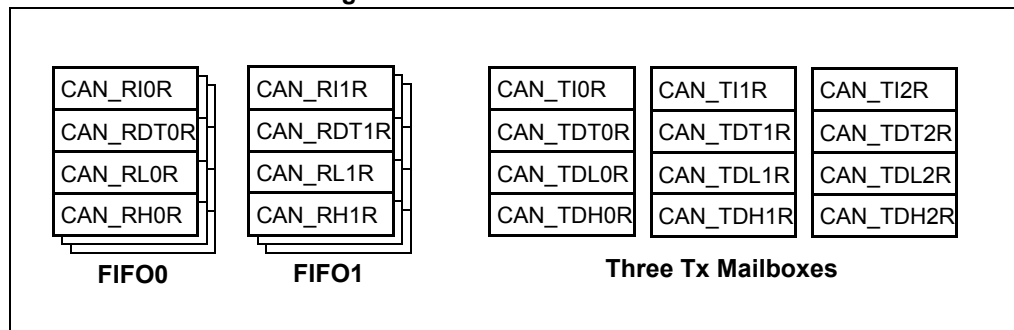 CAN_RI0R
CAN_RDT0R
CAN_RL0R
CAN_RH0R
FIFO0
CAN_RI1R
CAN_RDT1R
CAN_RL1R
CAN_RH1R
FIFO1
CAN_TI0R
CAN_TDT0R
CAN_TDL0R
CAN_TDH0R
CAN_TI1R
CAN_TDT1R
CAN_TDL1R
CAN_TDH1R
CAN_TI2R
CAN_TDT2R
CAN_TDL2R
CAN_TDH2R
Three Tx Mailboxes